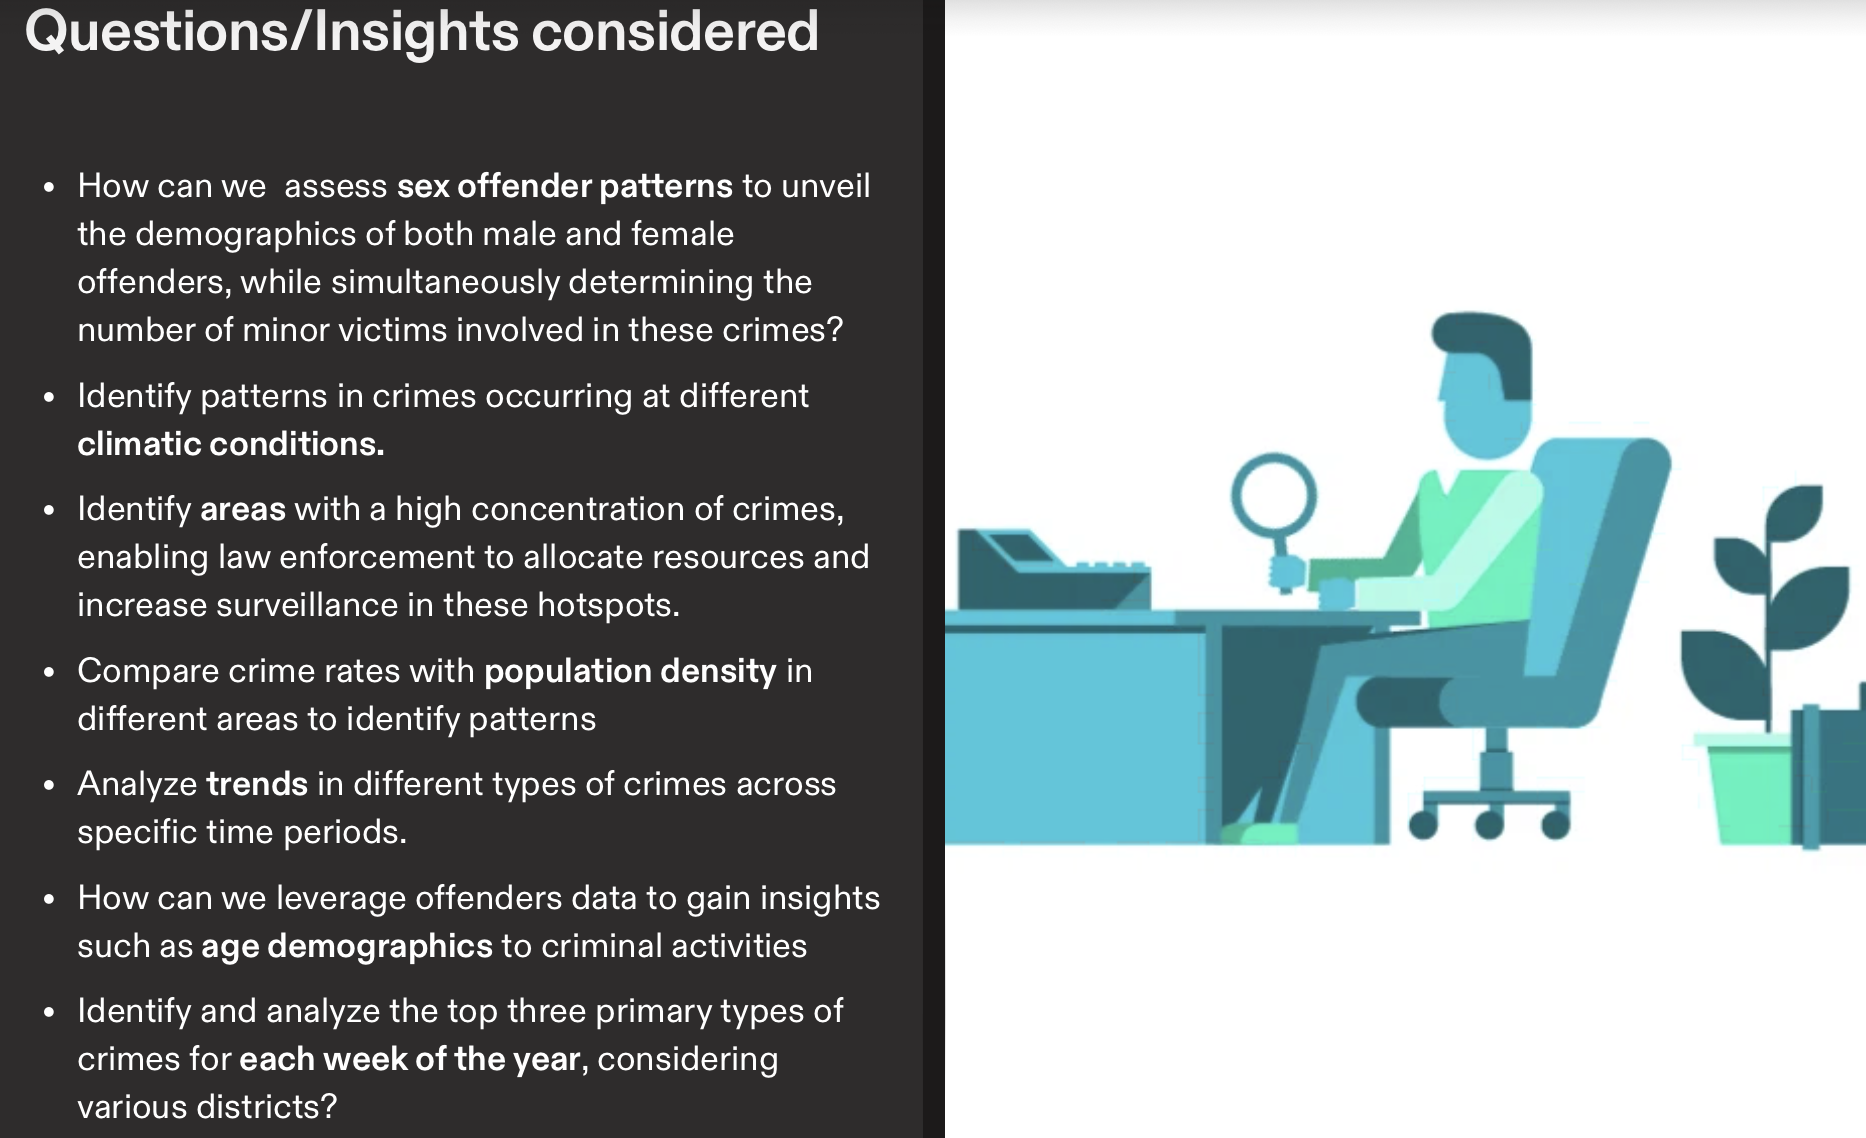 Questions/Insights considered
• How can we  assess sex offender patterns to unveil
the demographics of both male and female
offenders, while simultaneously determining the
number of minor victims involved in these crimes?
• Identify patterns in crimes occurring at different
climatic conditions.
• Identify areas with a high concentration of crimes,
enabling law enforcement to allocate resources and
increase surveillance in these hotspots.
• Compare crime rates with population density in
different areas to identify patterns
• Analyze trends in different types of crimes across
specific time periods.
• How can we leverage offenders data to gain insights
such as age demographics to criminal activities
• Identify and analyze the top three primary types of
crimes for each week of the year, considering
various districts?